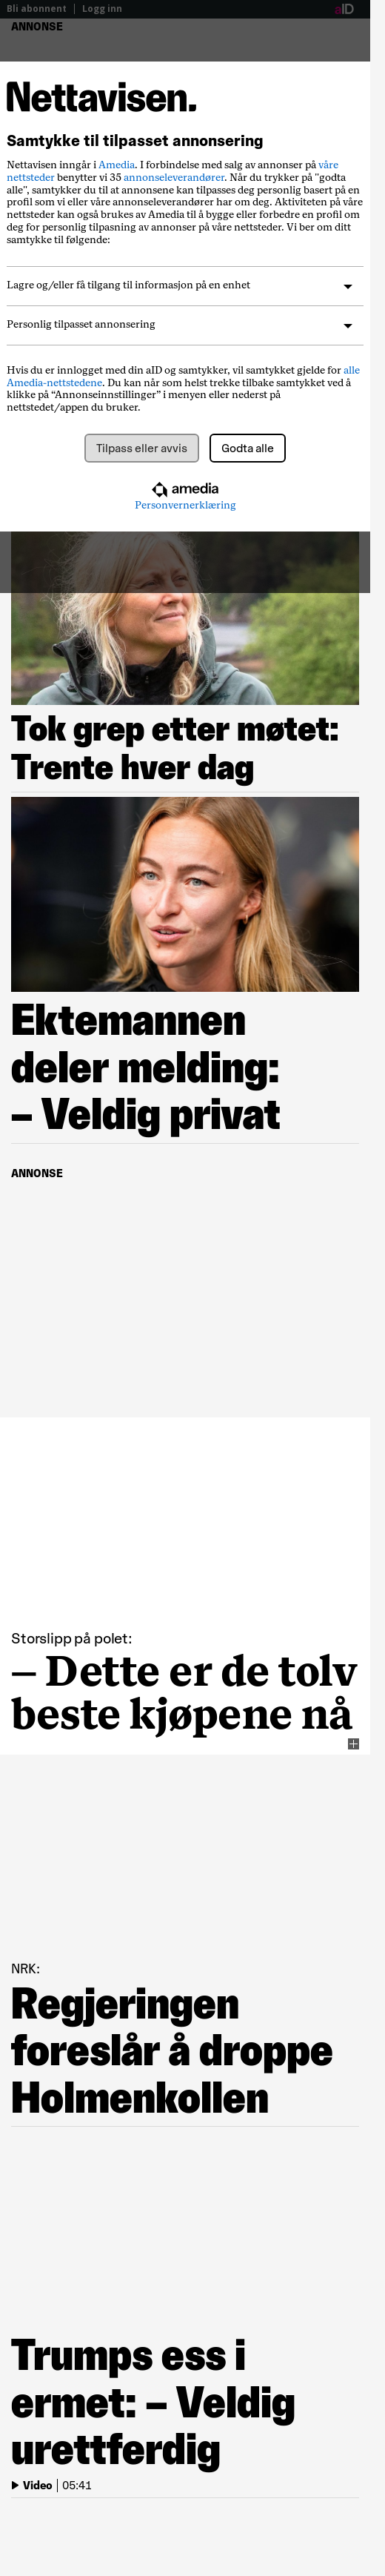 Bli abonnent | Logg inn
aID
ANNONSE
Nettavisen.
Samtykke til tilpasset annonsering
Nettavisen inngår i Amedia. I forbindelse med salg av annonser på våre
nettsteder benytter vi 35 annonseleverandører. Når du trykker på "godta
alle", samtykker du til at annonsene kan tilpasses deg personlig basert på en
profil som vi eller våre annonseleverandører har om deg. Aktiviteten på våre
nettsteder kan også brukes av Amedia til å bygge eller forbedre en profil om
deg for personlig tilpasning av annonser på våre nettsteder. Vi ber om ditt
samtykke til følgende:
Lagre og/eller få tilgang til informasjon på en enhet
Personlig tilpasset annonsering
Hvis du er innlogget med din aID og samtykker, vil samtykket gjelde for alle
Amedia-nettstedene. Du kan når som helst trekke tilbake samtykket ved å
klikke på “Annonseinnstillinger” i menyen eller nederst på
nettstedet/appen du bruker.
Tilpass eller avvis
Godta alle
amedia
Personvernerklæring
Tok grep etter møtet:
Trente hver dag
Ektemannen
deler melding:
– Veldig privat
ANNONSE
Storslipp på polet:
– Dette er de tolv
beste kjøpene nå
NRK:
Regjeringen
foreslår å droppe
Holmenkollen
Trumps ess i
ermet: – Veldig
urettferdig
Video | 05:41